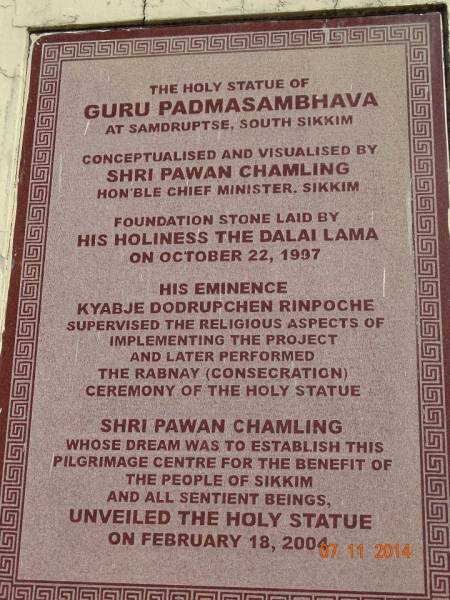 THE HOLY STATUE OF
GURU PADMASAMBHAVA
AT SAMDRUPTSE, SOUTH SIKKIM
CONCEPTUALISED AND VISUALISED BY
SHRI PAWAN CHAMLING
HON'BLE CHIEF MINISTER. SIKKIM
FOUNDATION STONE LAID BY
HIS HOLINESS THE DALAI LAMA
ON OCTOBER 22, 1997
HIS EMINENCE
KYABJE DODRUPCHEN RINPOCHE
SUPERVISED THE RELIGIOUS ASPECTS OF
IMPLEMENTING THE PROJECT
AND LATER PERFORMED
THE RABNAY (CONSECRATION)
CEREMONY OF THE HOLY STATUE
SHRI PAWAN CHAMLING
WHOSE DREAM WAS TO ESTABLISH THIS
PILGRIMAGE CENTRE FOR THE BENEFIT OF
THE PEOPLE OF SIKKIM
AND ALL SENTIENT BEINGS,
UNVEILED THE HOLY STATUE
ON FEBRUARY 18, 2004
07 11 2014